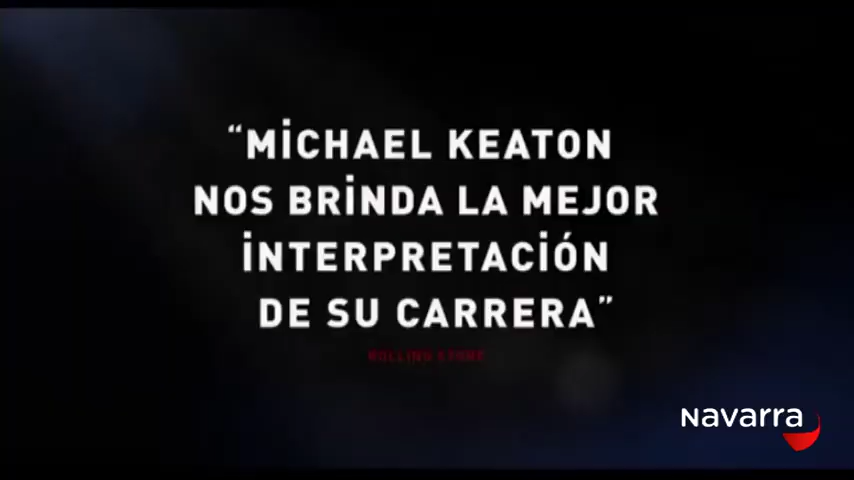 “MiCHAEL KEATON
NOS BRiNDA LA MEJOR
iNTERPRETACiÓN
DE SU CARRERA”
ROLLING STONE
Navarra